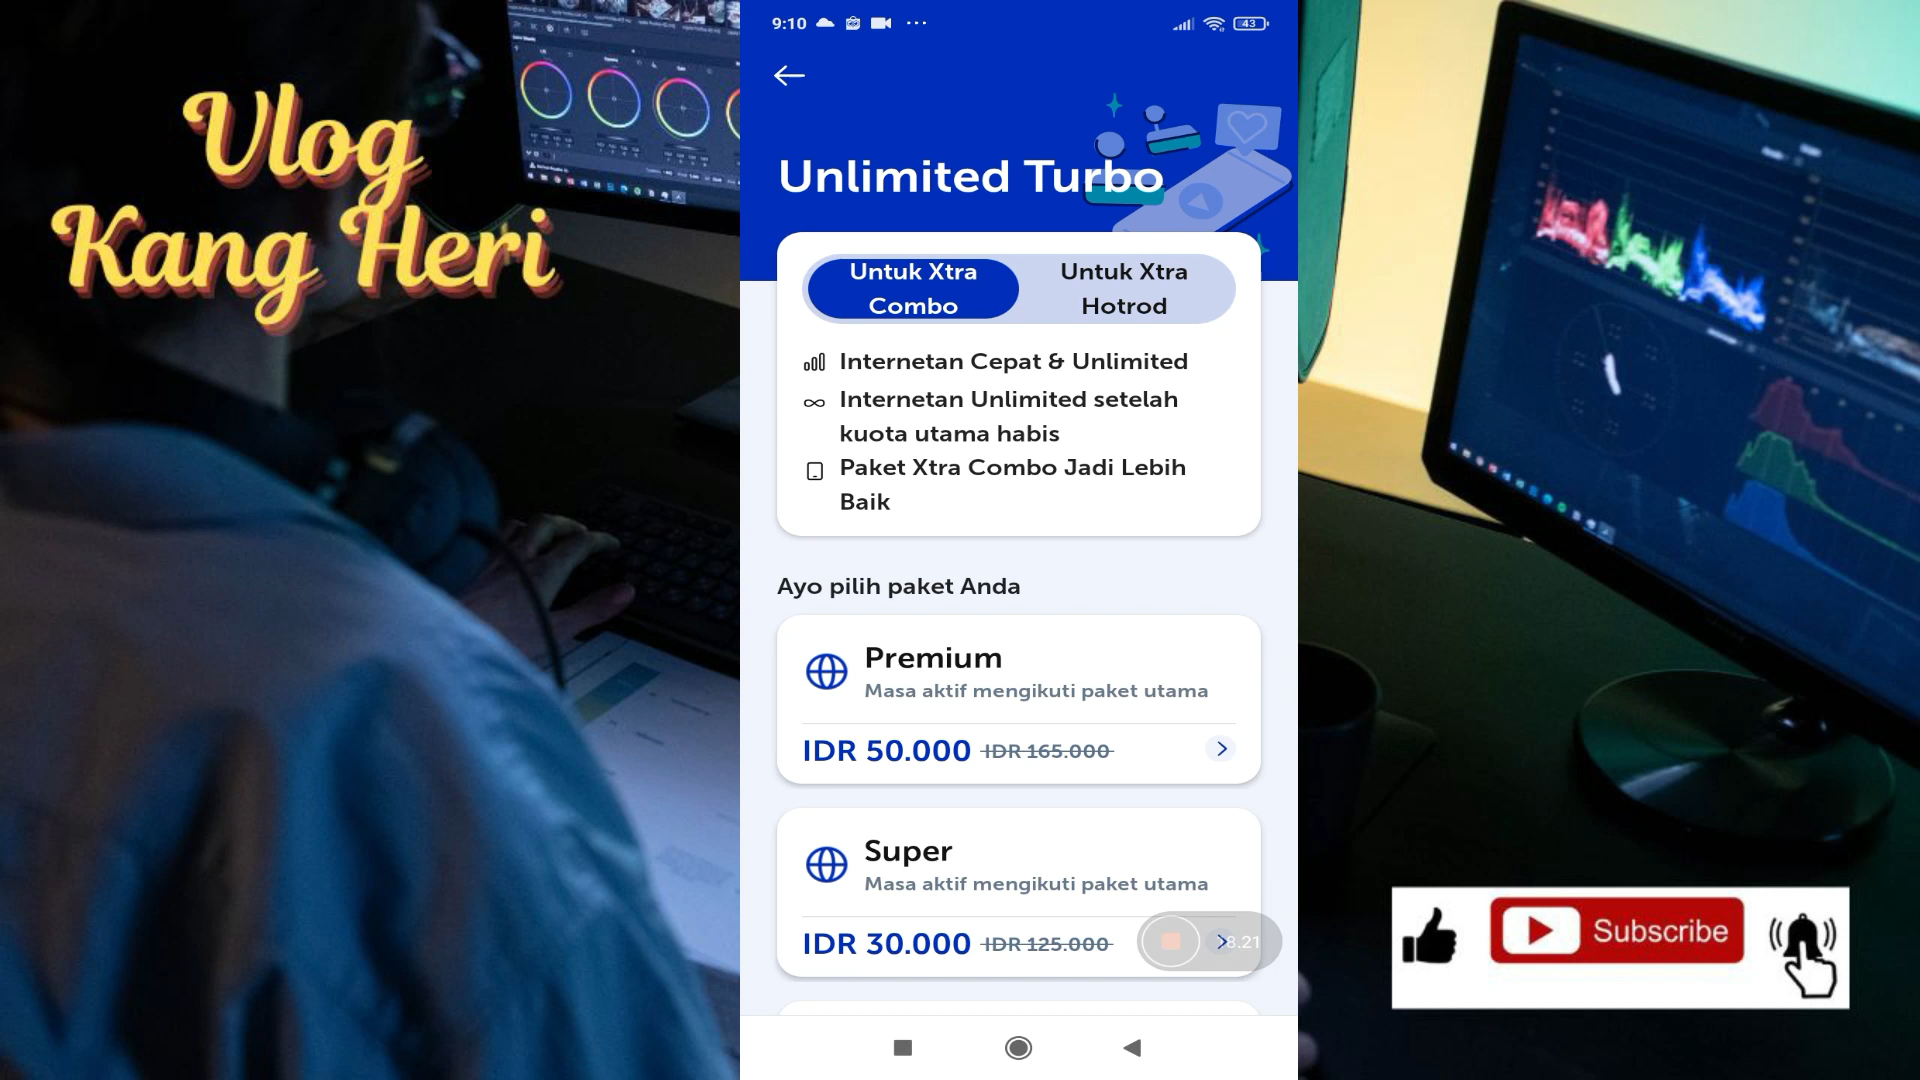 Vlog
Kang Heri
9:10
43
Unlimited Turbo
Untuk Xtra
Combo
Untuk Xtra
Hotrod
Internetan Cepat & Unlimited
Internetan Unlimited setelah
kuota utama habis
Paket Xtra Combo Jadi Lebih
Baik
Ayo pilih paket Anda
Premium
Masa aktif mengikuti paket utama
IDR 50.000 IDR 165.000
Super
Masa aktif mengikuti paket utama
IDR 30.000 IDR 125.000
Subscribe